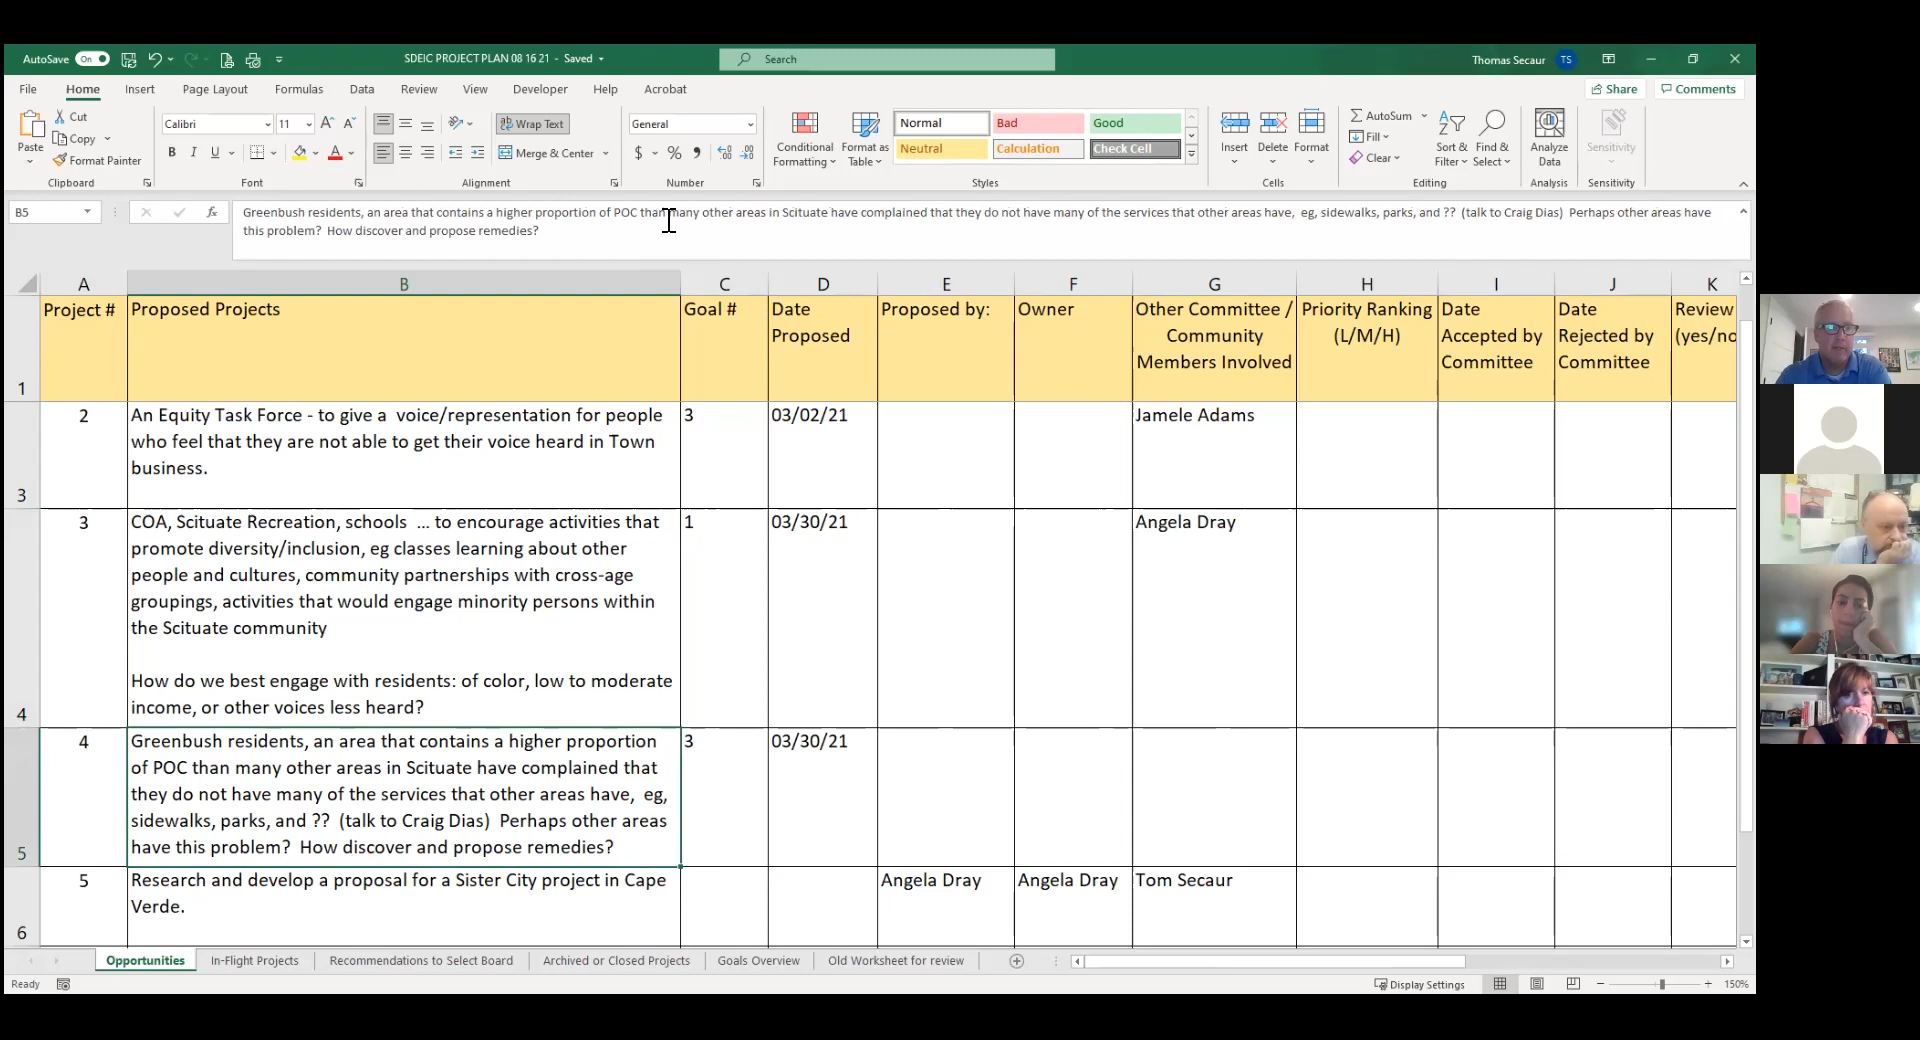 AutoSave On
SDEIC PROJECT PLAN 08 16 21 - Saved
Search
Thomas Secaur TS
File Home Insert Page Layout Formulas Data Review View Developer Help Acrobat
Share Comments
Paste
Cut
Copy
Format Painter
Clipboard
Calibri 11
B I U
Font
Wrap Text
Merge & Center
Alignment
General
$ % 9
Number
Conditional Formatting
Format as Table
Normal Bad Good
Neutral Calculation Check Cell
Styles
Insert Delete Format
Cells
AutoSum
Fill
Clear
Sort & Filter
Find & Select
Editing
Analyze Data
Analysis
Sensitivity
Sensitivity
B5
fx
Greenbush residents, an area that contains a higher proportion of POC than many other areas in Scituate have complained that they do not have many of the services that other areas have, eg, sidewalks, parks, and ?? (talk to Craig Dias) Perhaps other areas have
this problem? How discover and propose remedies?
A B C D E F G H I J K
1
Project #
Proposed Projects
Goal #
Date
Proposed
Proposed by:
Owner
Other Committee /
Community
Members Involved
Priority Ranking
(L/M/H)
Date
Accepted by
Committee
Date
Rejected by
Committee
Review
(yes/no
3
2
An Equity Task Force - to give a voice/representation for people
who feel that they are not able to get their voice heard in Town
business.
3
03/02/21
Jamele Adams
4
3
COA, Scituate Recreation, schools ... to encourage activities that
promote diversity/inclusion, eg classes learning about other
people and cultures, community partnerships with cross-age
groupings, activities that would engage minority persons within
the Scituate community
How do we best engage with residents: of color, low to moderate
income, or other voices less heard?
1
03/30/21
Angela Dray
5
4
Greenbush residents, an area that contains a higher proportion
of POC than many other areas in Scituate have complained that
they do not have many of the services that other areas have, eg,
sidewalks, parks, and ?? (talk to Craig Dias) Perhaps other areas
have this problem? How discover and propose remedies?
3
03/30/21
6
5
Research and develop a proposal for a Sister City project in Cape
Verde.
Angela Dray
Angela Dray
Tom Secaur
Opportunities In-Flight Projects Recommendations to Select Board Archived or Closed Projects Goals Overview Old Worksheet for review
Ready
Display Settings
150%